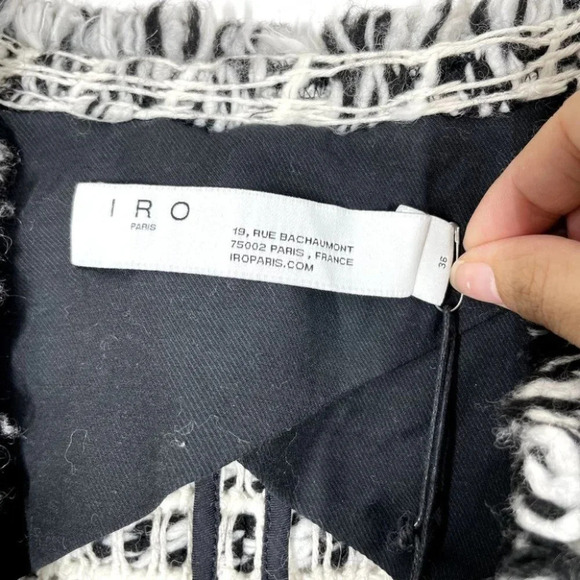 IRO
PARIS
19, RUE BACHAUMONT
75002 PARIS, FRANCE
IROPARIS.COM
36